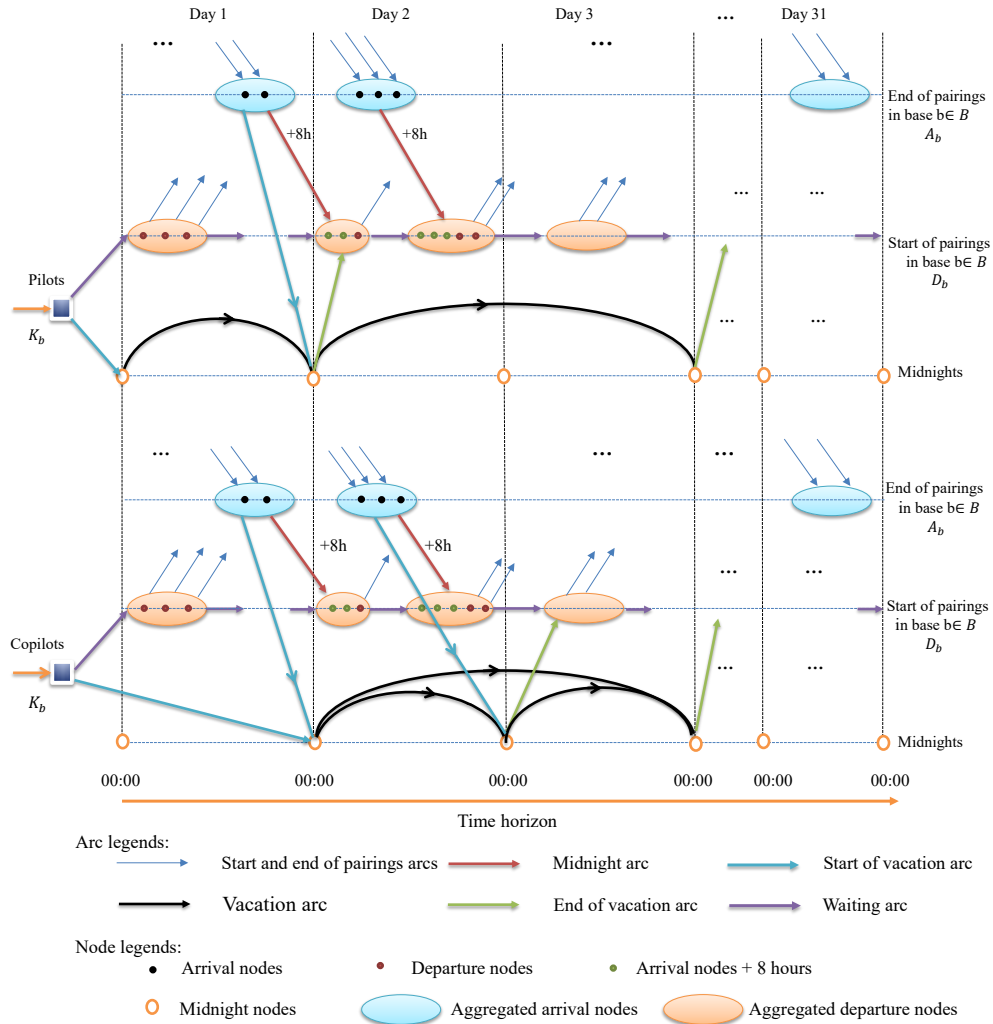 Day 1 Day 2 Day 3 ... Day 31
... ...
End of pairings
in base b∈ B
A_b
+8h +8h
... ...
Start of pairings
in base b∈ B
D_b
Pilots
K_b
... ...
Midnights
... ... ...
End of pairings
in base b∈ B
A_b
+8h +8h
... ...
Start of pairings
in base b∈ B
D_b
Copilots
K_b
... ...
Midnights
00:00 00:00 00:00 00:00 00:00 00:00
Time horizon
Arc legends:
Start and end of pairings arcs Midnight arc Start of vacation arc
Vacation arc End of vacation arc Waiting arc
Node legends:
Arrival nodes Departure nodes Arrival nodes + 8 hours
Midnight nodes Aggregated arrival nodes Aggregated departure nodes